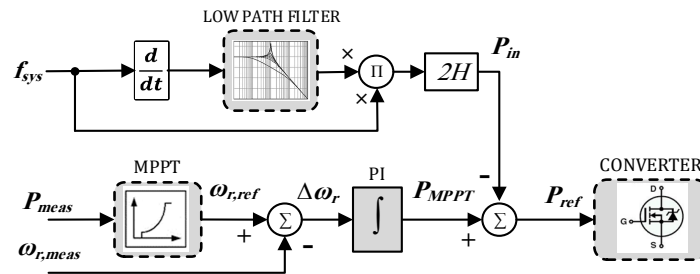 LOW PATH FILTER
f_sys
d
dt
×
×
Π
2H
P_in
-
MPPT
PI
CONVERTER
P_meas
ω_r,ref
+
Σ
Δω_r
∫
P_MPPT
+
Σ
P_ref
D
G
S
ω_r,meas
-